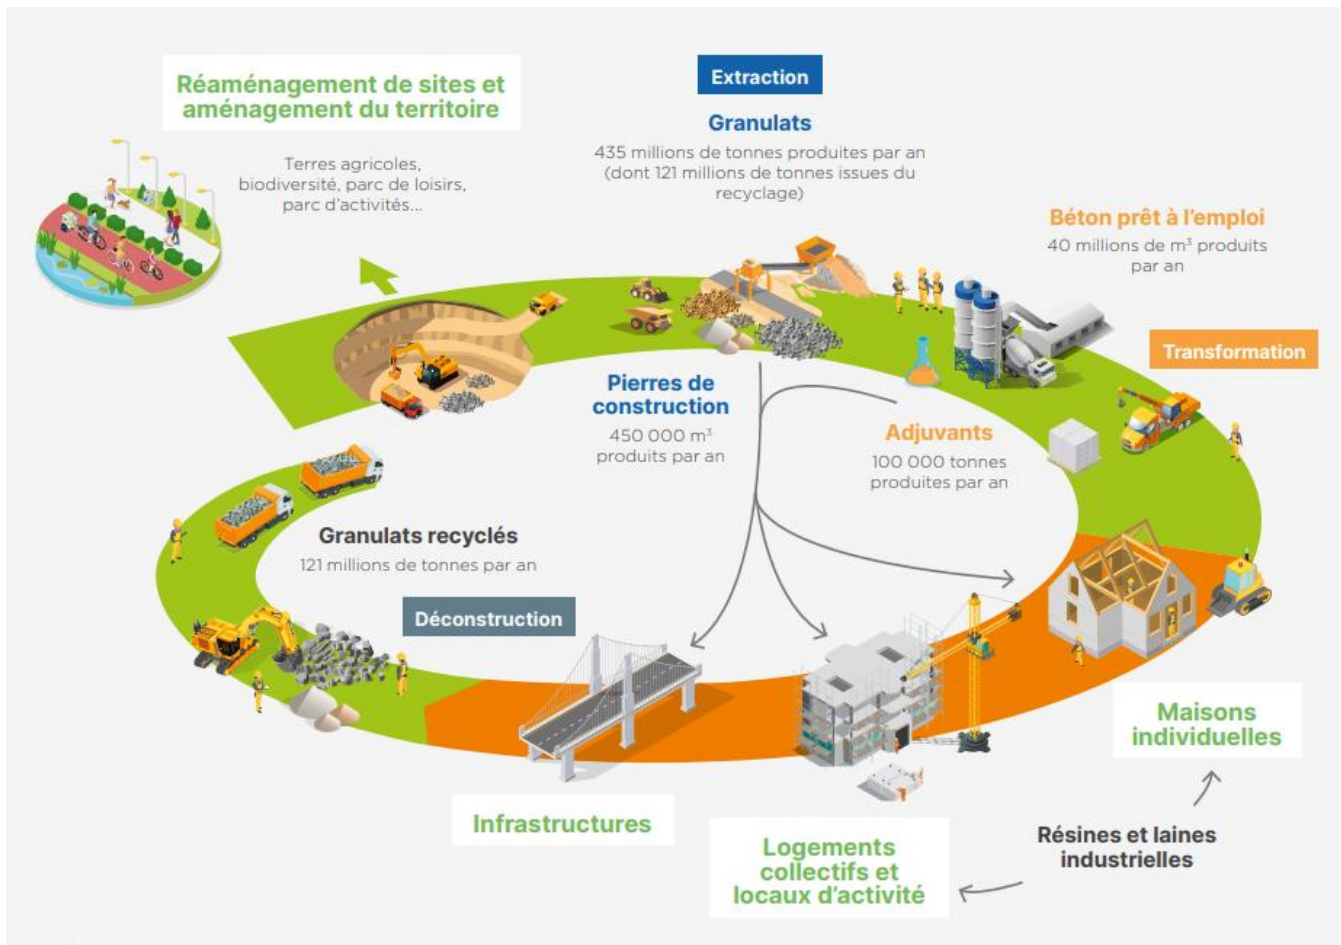 Réaménagement de sites et
aménagement du territoire
Terres agricoles,
biodiversité, parc de loisirs,
parc d'activités...
Extraction
Granulats
435 millions de tonnes produites par an
(dont 121 millions de tonnes issues du
recyclage)
Béton prêt à l'emploi
40 millions de m³ produits
par an
Transformation
Pierres de
construction
450 000 m³
produits par an
Adjuvants
100 000 tonnes
produites par an
Granulats recyclés
121 millions de tonnes par an
Déconstruction
Maisons
individuelles
Infrastructures
Logements
collectifs et
locaux d'activité
Résines et laines
industrielles